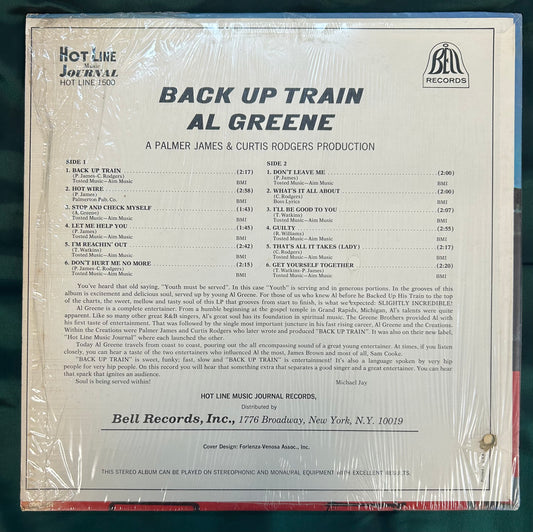 HOT LINE
Music
JOURNAL
HOT LINE 1500
BELL
RECORDS
BACK UP TRAIN
AL GREENE
A PALMER JAMES & CURTIS RODGERS PRODUCTION
SIDE 1
1. BACK UP TRAIN (2:17)
(P. James-C. Rodgers)
Tosted Music—Aim Music BMI
2. HOT WIRE (2:38)
(P. James)
Palmerton Pub. Co. BMI
3. STOP AND CHECK MYSELF (1:43)
(A. Greene)
Tosted Music—Aim Music BMI
4. LET ME HELP YOU (1:45)
(P. James)
Tosted Music—Aim Music BMI
5. I'M REACHIN' OUT (2:42)
(T. Watkins)
Tosted Music—Aim Music BMI
6. DON'T HURT ME NO MORE (2:15)
(P. James-C. Rodgers)
Tosted Music—Aim Music BMI
SIDE 2
1. DON'T LEAVE ME (2:00)
(P. James)
Tosted Music—Aim Music BMI
2. WHAT'S IT ALL ABOUT (2:00)
(C. Rodgers)
Boss Lyrics BMI
3. I'LL BE GOOD TO YOU (2:07)
(T. Watkins)
Tosted Music—Aim Music BMI
4. GUILTY (2:55)
(R. Williams)
Tosted Music—Aim Music BMI
5. THAT'S ALL IT TAKES (LADY) (2:17)
(C. Rodgers)
Tosted Music—Aim Music BMI
6. GET YOURSELF TOGETHER (2:20)
(T. Watkins-P. James)
Tosted Music—Aim Music BMI
You've heard that old saying, "Youth must be served". In this case "Youth" is serving and in generous portions. In the grooves of this
album is excitement and delicious soul, served up by young Al Greene. For those of us who knew Al before he Backed Up His Train to the top
of the charts, the sweet, mellow and tasty soul of this LP that grooves from start to finish, is what we expected: SLIGHTLY INCREDIBLE!
Al Greene is a complete entertainer. From a humble beginning at the gospel temple in Grand Rapids, Michigan, Al's talents were quite
apparent. Like so many other great R&B singers, Al's great soul has its foundation in spiritual music. The Greene Brothers provided Al with
his first taste of entertainment. That was followed by the single most important juncture in his fast rising career, Al Greene and the Creations.
Within the Creations were Palmer James and Curtis Rodgers who later wrote and produced "BACK UP TRAIN". It was also on their new label,
"Hot Line Music Journal" where each launched the other.
Today Al Greene travels from coast to coast, pouring out the all encompassing sound of a great young entertainer. At times, if you listen
closely, you can hear a taste of the two entertainers who influenced Al the most, James Brown and most of all, Sam Cooke.
"BACK UP TRAIN" is sweet, funky; fast, slow and "BACK UP TRAIN" is entertainment! It's also a language spoken by very hip
people for very hip people. On this record you will hear that something extra that separates a good singer and a great entertainer. You can hear
that spark that ignites an audience.
Soul is being served within!
Michael Jay
HOT LINE MUSIC JOURNAL RECORDS,
Distributed by
Bell Records, Inc., 1776 Broadway, New York, N.Y. 10019
Cover Design: Forlenza-Venosa Assoc., Inc.
THIS STEREO ALBUM CAN BE PLAYED ON STEREOPHONIC AND MONAURAL EQUIPMENT WITH EXCELLENT RESULTS.